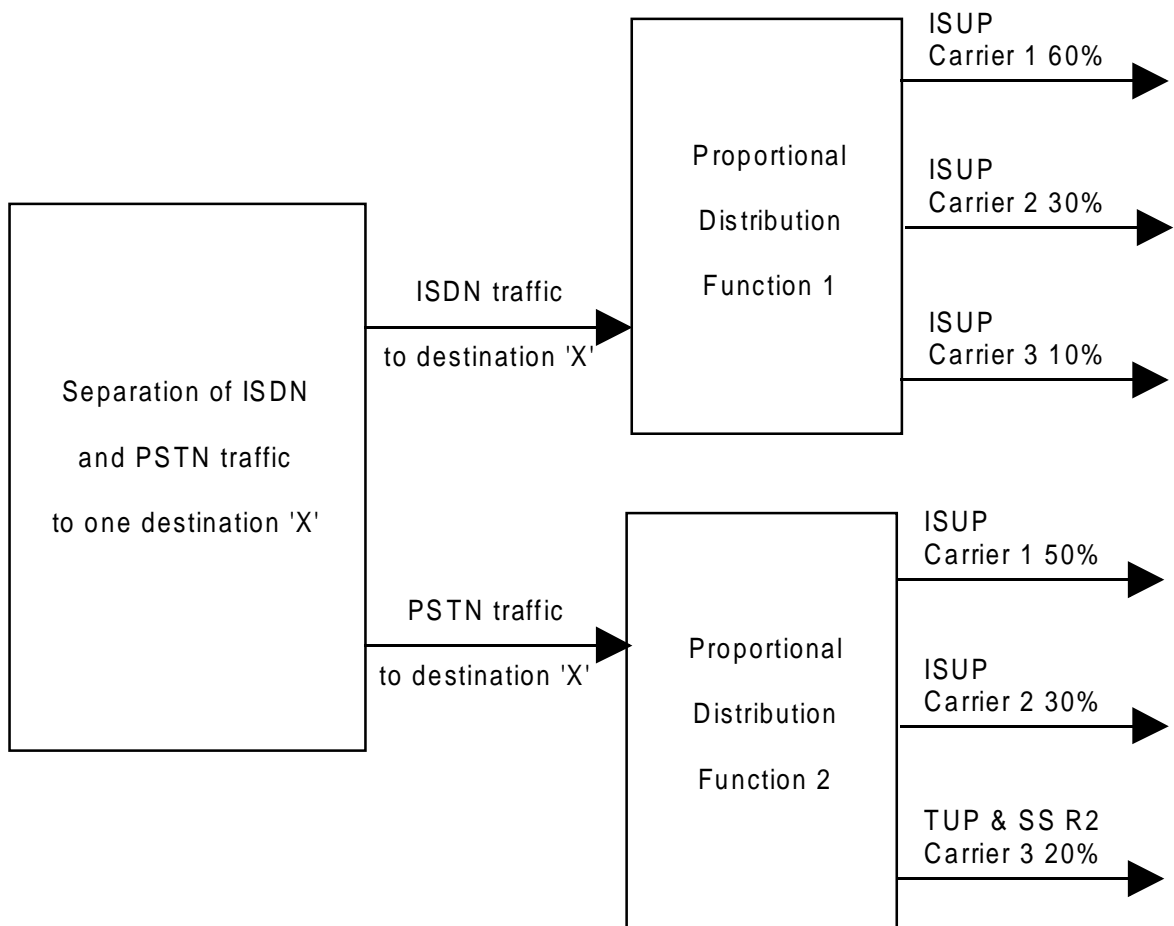 Separation of ISDN
and PSTN traffic
to one destination 'X'
ISDN traffic
to destination 'X'
Proportional
Distribution
Function 1
ISUP
Carrier 1 60%
ISUP
Carrier 2 30%
ISUP
Carrier 3 10%
PSTN traffic
to destination 'X'
Proportional
Distribution
Function 2
ISUP
Carrier 1 50%
ISUP
Carrier 2 30%
TUP & SS R2
Carrier 3 20%